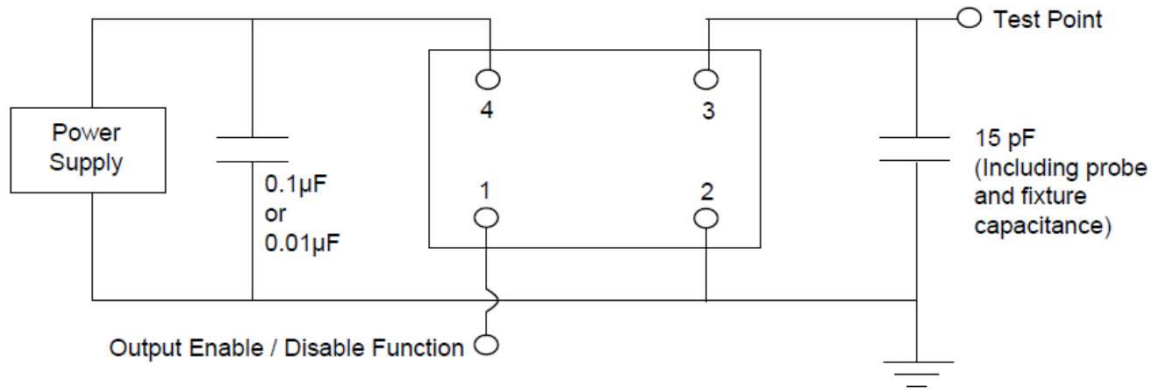 Test Point
4
3
Power
Supply
15 pF
(Including probe
and fixture
capacitance)
0.1µF
or
0.01µF
1
2
Output Enable / Disable Function